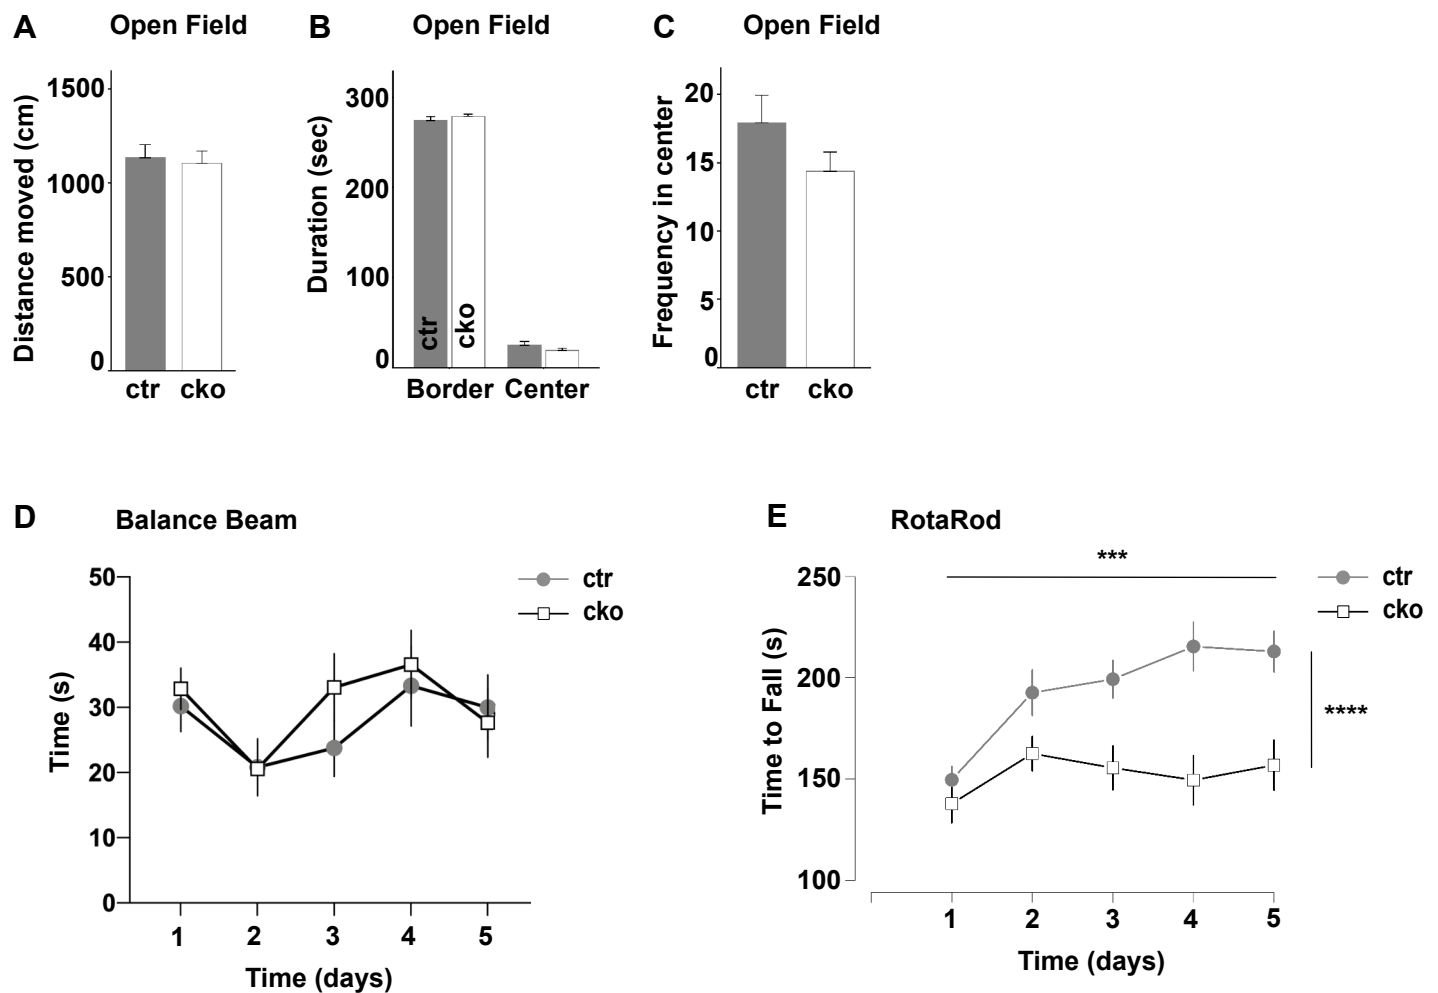 A Open Field
Distance moved (cm)
1500
1000
500
0
ctr cko
B Open Field
Duration (sec)
300
200
100
0
ctr
cko
Border Center
C Open Field
Frequency in center
20
15
10
5
0
ctr cko
D Balance Beam
Time (s)
50
40
30
20
10
0
ctr
cko
1 2 3 4 5
Time (days)
E RotaRod
***
Time to Fall (s)
250
200
150
100
ctr
cko
****
1 2 3 4 5
Time (days)